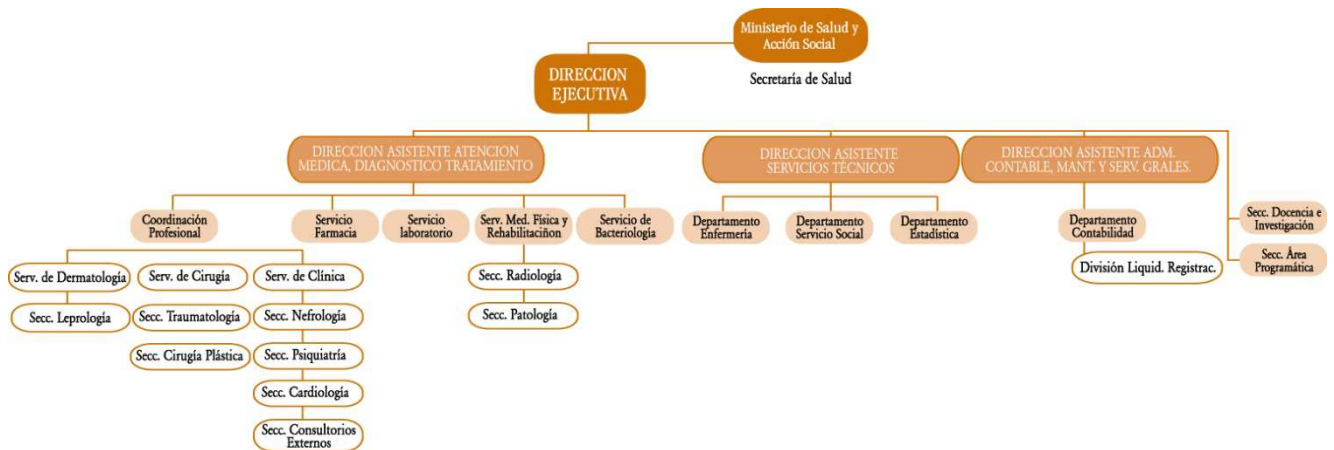 Ministerio de Salud y
Acción Social
Secretaría de Salud
DIRECCION
EJECUTIVA
DIRECCION ASISTENTE ATENCION
MEDICA, DIAGNOSTICO TRATAMIENTO
DIRECCION ASISTENTE
SERVICIOS TÉCNICOS
DIRECCION ASISTENTE ADM.
CONTABLE, MANT. Y SERV. GRALES.
Coordinación
Profesional
Servicio
Farmacia
Servicio
laboratorio
Serv. Med. Física y
Rehabilitaciñon
Servicio de
Bacteriología
Departamento
Enfermería
Departamento
Servicio Social
Departamento
Estadística
Departamento
Contabilidad
Secc. Docencia e
Investigación
Secc. Área
Programática
Serv. de Dermatología
Serv. de Cirugía
Serv. de Clínica
Secc. Radiología
División Liquid. Registrac.
Secc. Leprología
Secc. Traumatología
Secc. Nefrología
Secc. Patología
Secc. Cirugía Plástica
Secc. Psiquiatría
Secc. Cardiología
Secc. Consultorios
Externos